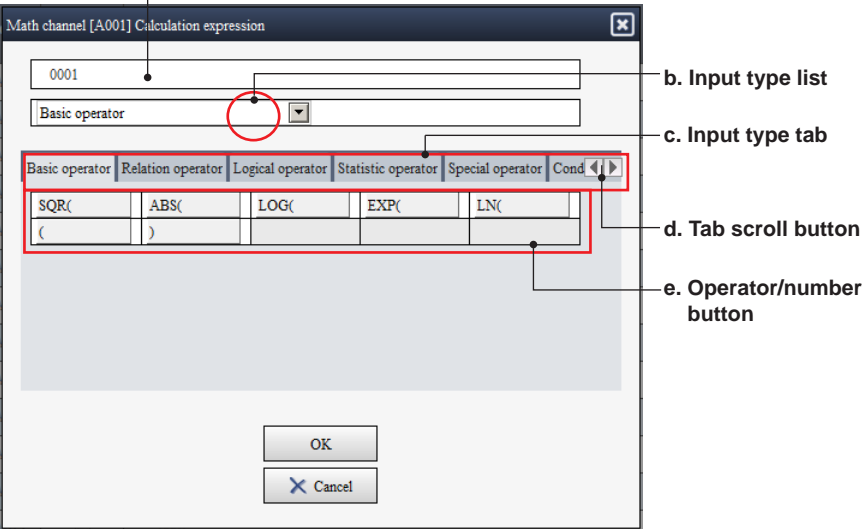 Math channel [A001] Calculation expression
0001
b. Input type list
Basic operator
c. Input type tab
Basic operator Relation operator Logical operator Statistic operator Special operator Cond
SQR( ABS( LOG( EXP( LN(
( )
d. Tab scroll button
e. Operator/number
button
OK
Cancel